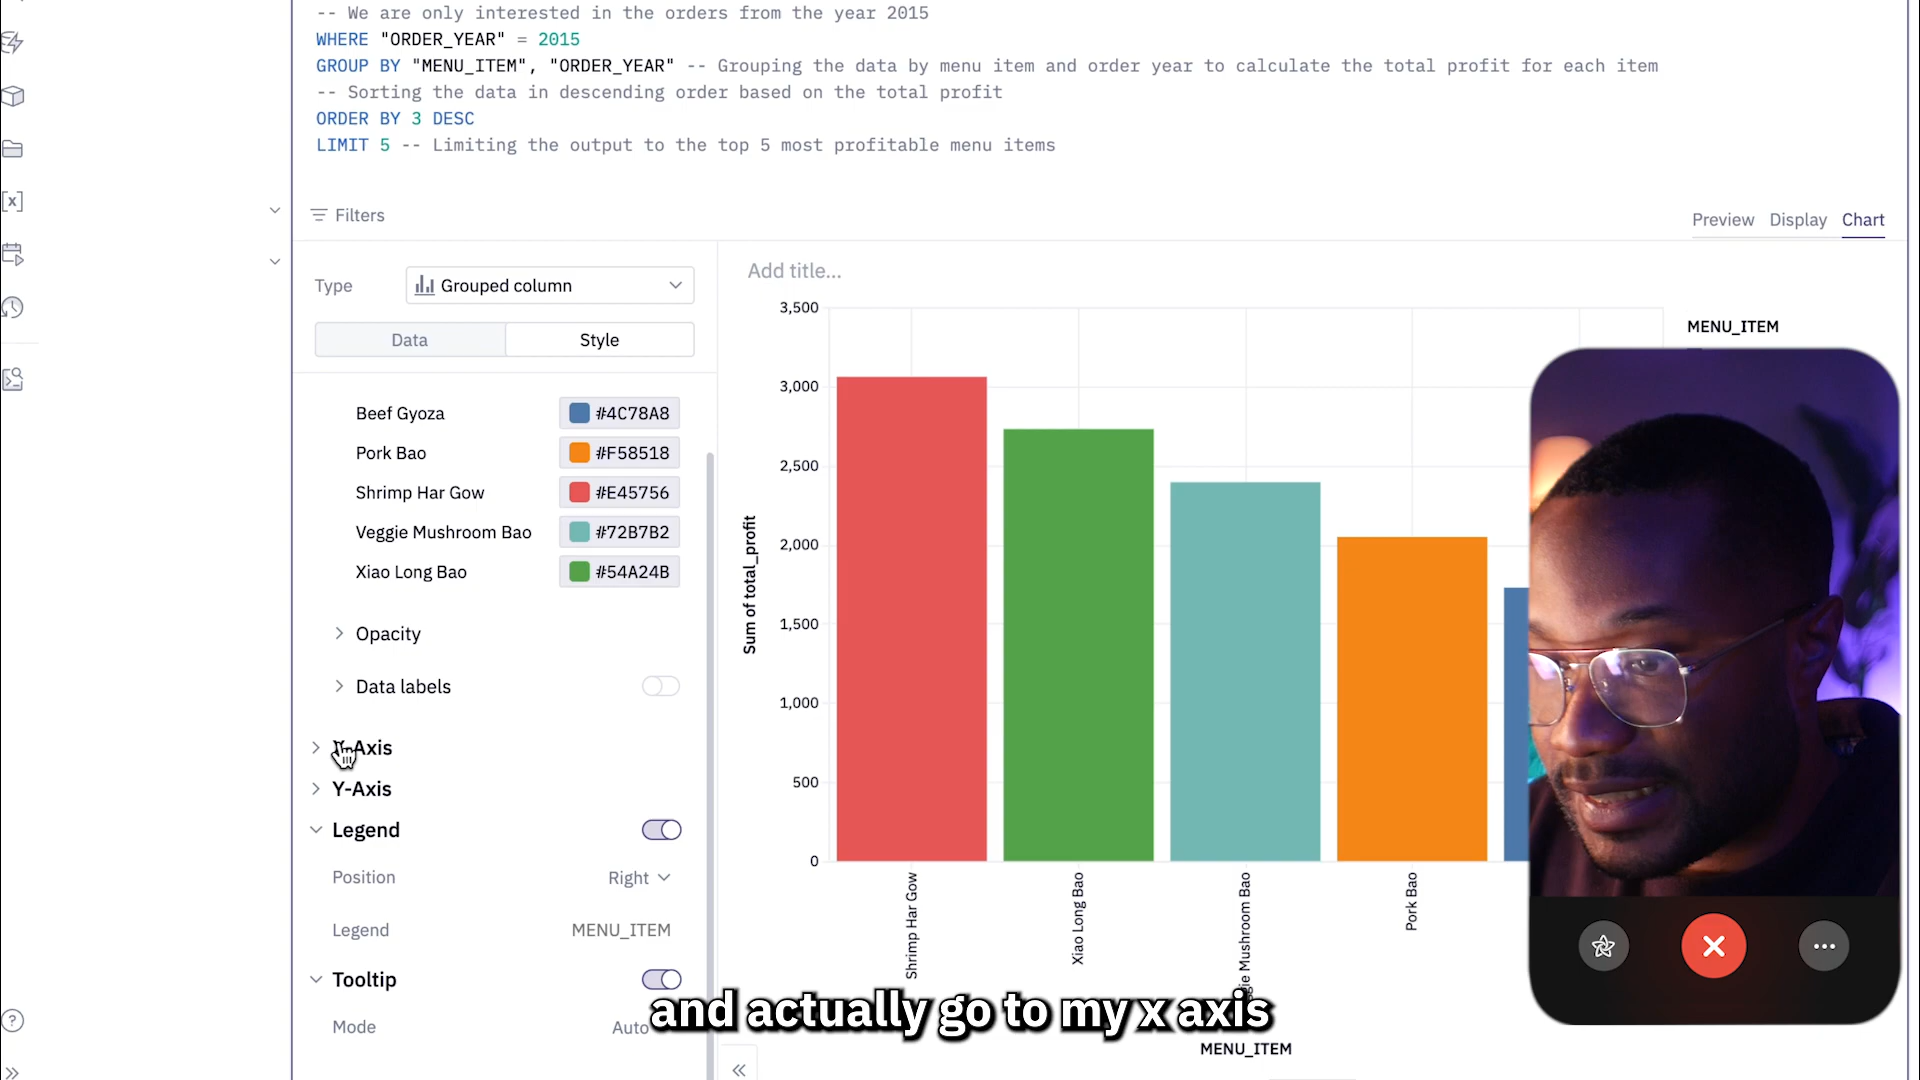 -- We are only interested in the orders from the year 2015
WHERE "ORDER_YEAR" = 2015
GROUP BY "MENU_ITEM", "ORDER_YEAR" -- Grouping the data by menu item and order year to calculate the total profit for each item
-- Sorting the data in descending order based on the total profit
ORDER BY 3 DESC
LIMIT 5 -- Limiting the output to the top 5 most profitable menu items
Filters
Preview Display Chart
Type Grouped column
Data Style
Beef Gyoza #4C78A8
Pork Bao #F58518
Shrimp Har Gow #E45756
Veggie Mushroom Bao #72B7B2
Xiao Long Bao #54A24B
Opacity
Data labels
Axis
Y-Axis
Legend
Position Right
Legend MENU_ITEM
Tooltip
Mode Auto
Add title...
3,500
3,000
2,500
2,000
1,500
1,000
500
0
Sum of total_profit
Shrimp Har Gow
Xiao Long Bao
Mushroom Bao
Pork Bao
MENU_ITEM
MENU_ITEM
and actually go to my x axis